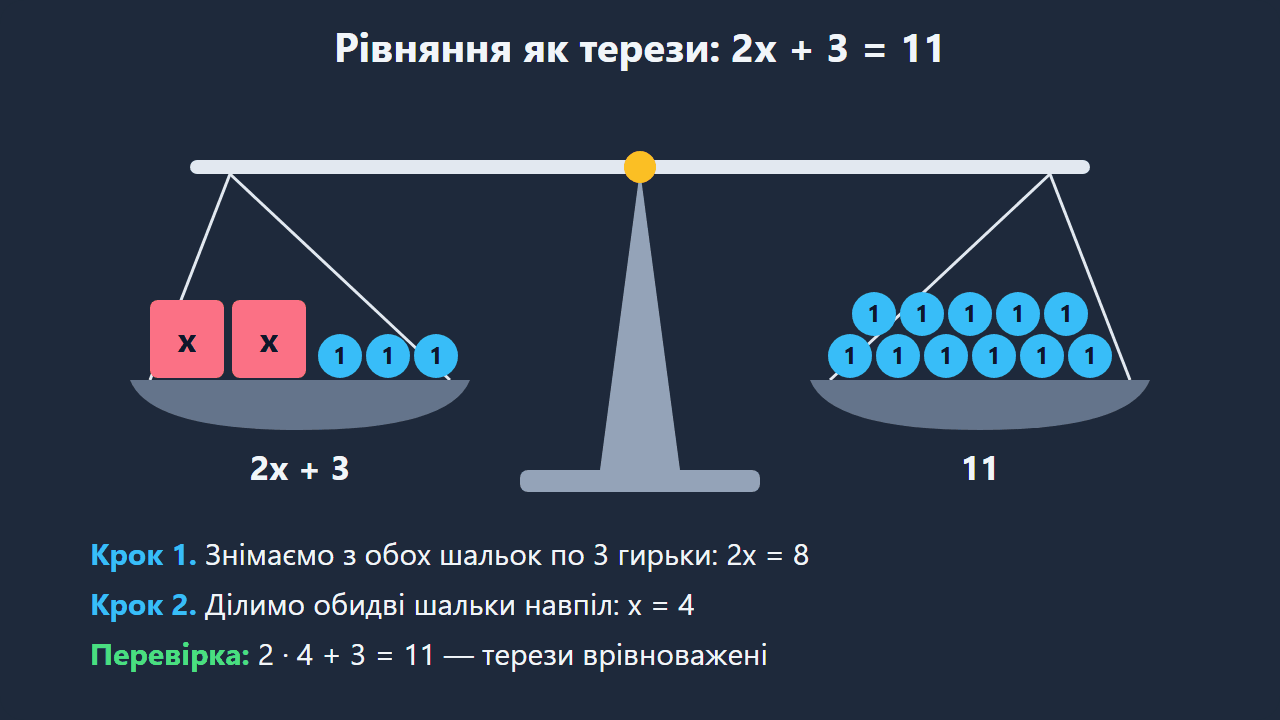 Рівняння як терези: 2x + 3 = 11
1 1 1 1 1
x x 1 1 1 1 1 1 1 1 1
2x + 3 11
Крок 1. Знімаємо з обох шальок по 3 гирьки: 2x = 8
Крок 2. Ділимо обидві шальки навпіл: x = 4
Перевірка: 2 · 4 + 3 = 11 — терези врівноважені